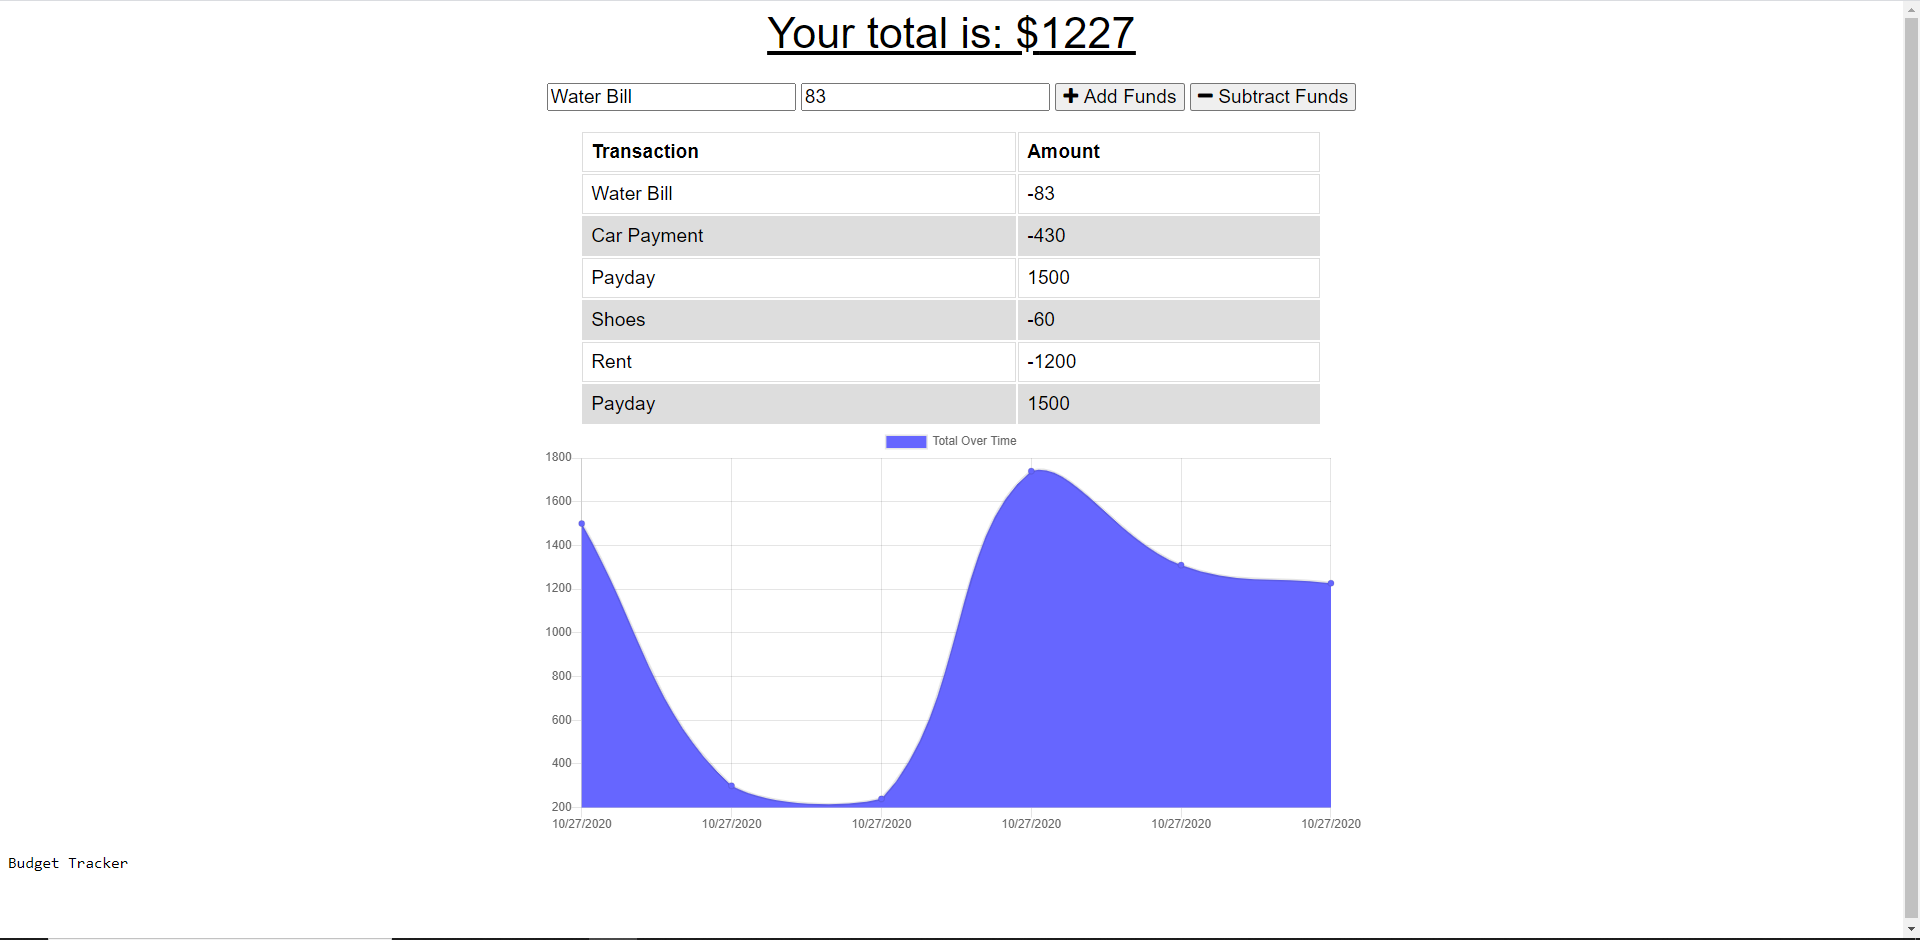 Your total is: $1227
Water Bill 83 Add Funds Subtract Funds
Transaction Amount
Water Bill -83
Car Payment -430
Payday 1500
Shoes -60
Rent -1200
Payday 1500
Total Over Time
1800
1600
1400
1200
1000
800
600
400
200
10/27/2020 10/27/2020 10/27/2020 10/27/2020 10/27/2020 10/27/2020
Budget Tracker